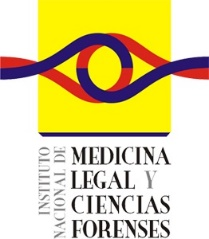 INSTITUTO
NACIONAL DE
MEDICINA
LEGAL Y
CIENCIAS
FORENSES